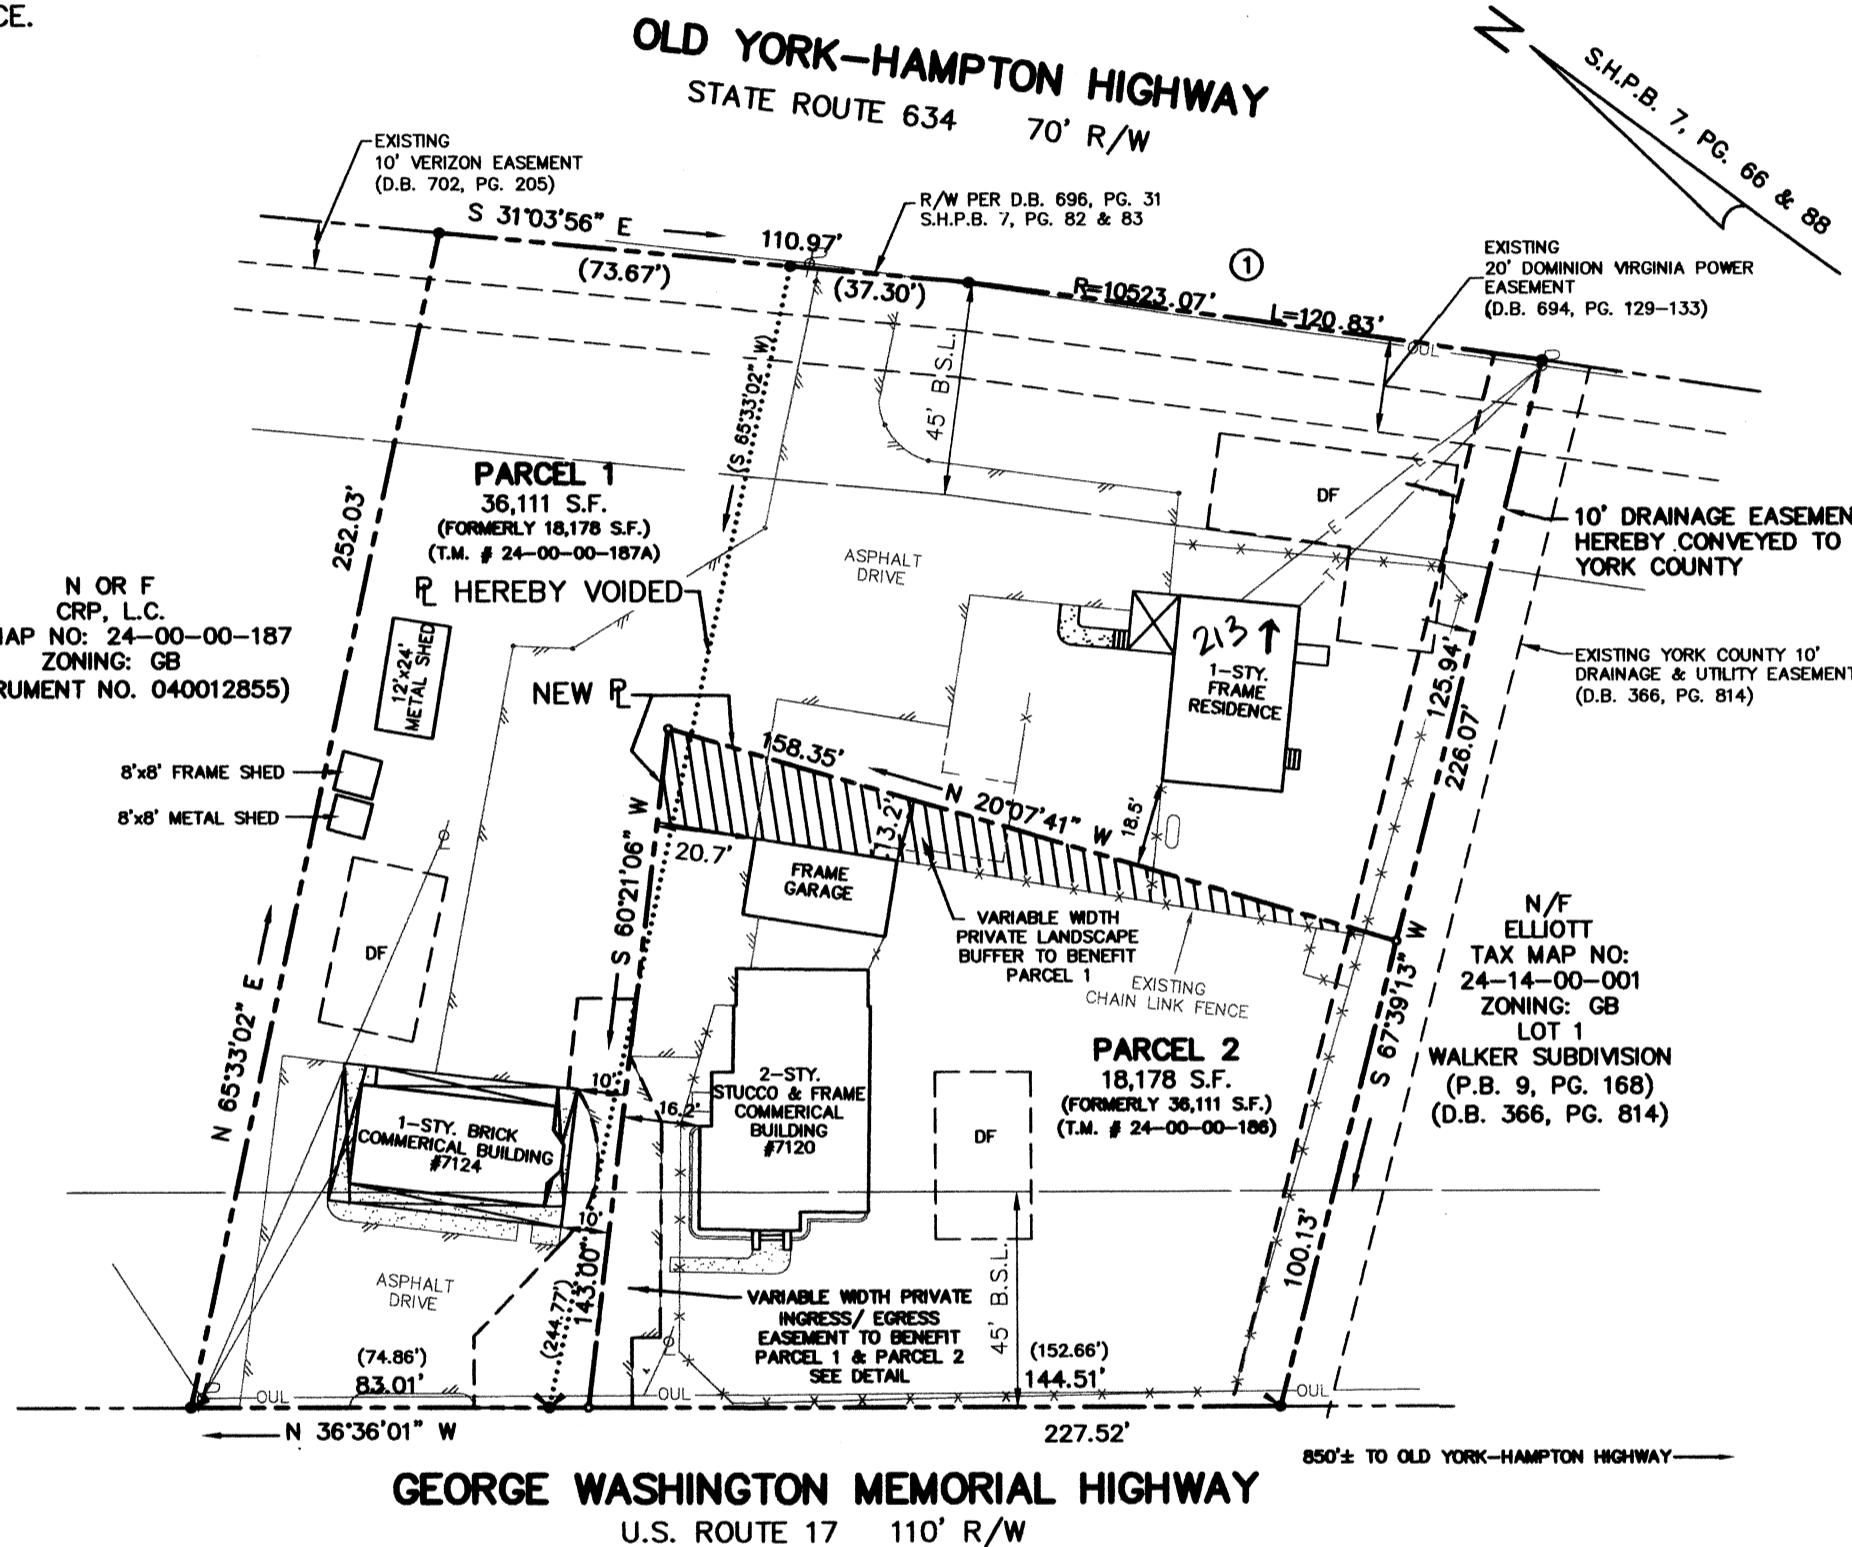 CE.
OLD YORK–HAMPTON HIGHWAY
STATE ROUTE 634 70' R/W
N
S.H.P.B. 7, PG. 66 & 88
EXISTING
10' VERIZON EASEMENT
(D.B. 702, PG. 205)
S 31°03'56" E
110.97'
(73.67')
(37.30')
R/W PER D.B. 696, PG. 31
S.H.P.B. 7, PG. 82 & 83
1
R=10523.07'
L=120.83'
OUL
EXISTING
20' DOMINION VIRGINIA POWER
EASEMENT
(D.B. 694, PG. 129–133)
45' B.S.L.
(S 65°33'02" W)
252.03'
PARCEL 1
36,111 S.F.
(FORMERLY 18,178 S.F.)
(T.M. # 24–00–00–187A)
PL HEREBY VOIDED
ASPHALT
DRIVE
DF
E
E
T
10' DRAINAGE EASEMEN
HEREBY CONVEYED TO
YORK COUNTY
N OR F
CRP, L.C.
MAP NO: 24–00–00–187
ZONING: GB
RUMENT NO. 040012855)
12'x24'
METAL SHED
NEW PL
213
1–STY.
FRAME
RESIDENCE
125.94'
226.07'
EXISTING YORK COUNTY 10'
DRAINAGE & UTILITY EASEMENT
(D.B. 366, PG. 814)
8'x8' FRAME SHED
8'x8' METAL SHED
158.35'
N 20°07'41" W
13.2'
18.5'
20.7'
FRAME
GARAGE
S 60°21'06" W
VARIABLE WIDTH
PRIVATE LANDSCAPE
BUFFER TO BENEFIT
PARCEL 1
EXISTING
CHAIN LINK FENCE
N/F
ELLIOTT
TAX MAP NO:
24–14–00–001
ZONING: GB
LOT 1
WALKER SUBDIVISION
(P.B. 9, PG. 168)
(D.B. 366, PG. 814)
S 67°39'13" W
DF
N 65°33'02" E
PARCEL 2
18,178 S.F.
(FORMERLY 36,111 S.F.)
(T.M. # 24–00–00–186)
DF
2–STY.
STUCCO & FRAME
COMMERICAL
BUILDING
#7120
10'
16.2'
1–STY. BRICK
COMMERICAL BUILDING
#7124
10'
100.13'
45' B.S.L.
ASPHALT
DRIVE
(244.77')
143.00'
VARIABLE WIDTH PRIVATE
INGRESS/ EGRESS
EASEMENT TO BENEFIT
PARCEL 1 & PARCEL 2
SEE DETAIL
(74.86')
83.01'
(152.66')
144.51'
OUL
OUL
OUL
N 36°36'01" W
227.52'
850'± TO OLD YORK–HAMPTON HIGHWAY
GEORGE WASHINGTON MEMORIAL HIGHWAY
U.S. ROUTE 17 110' R/W